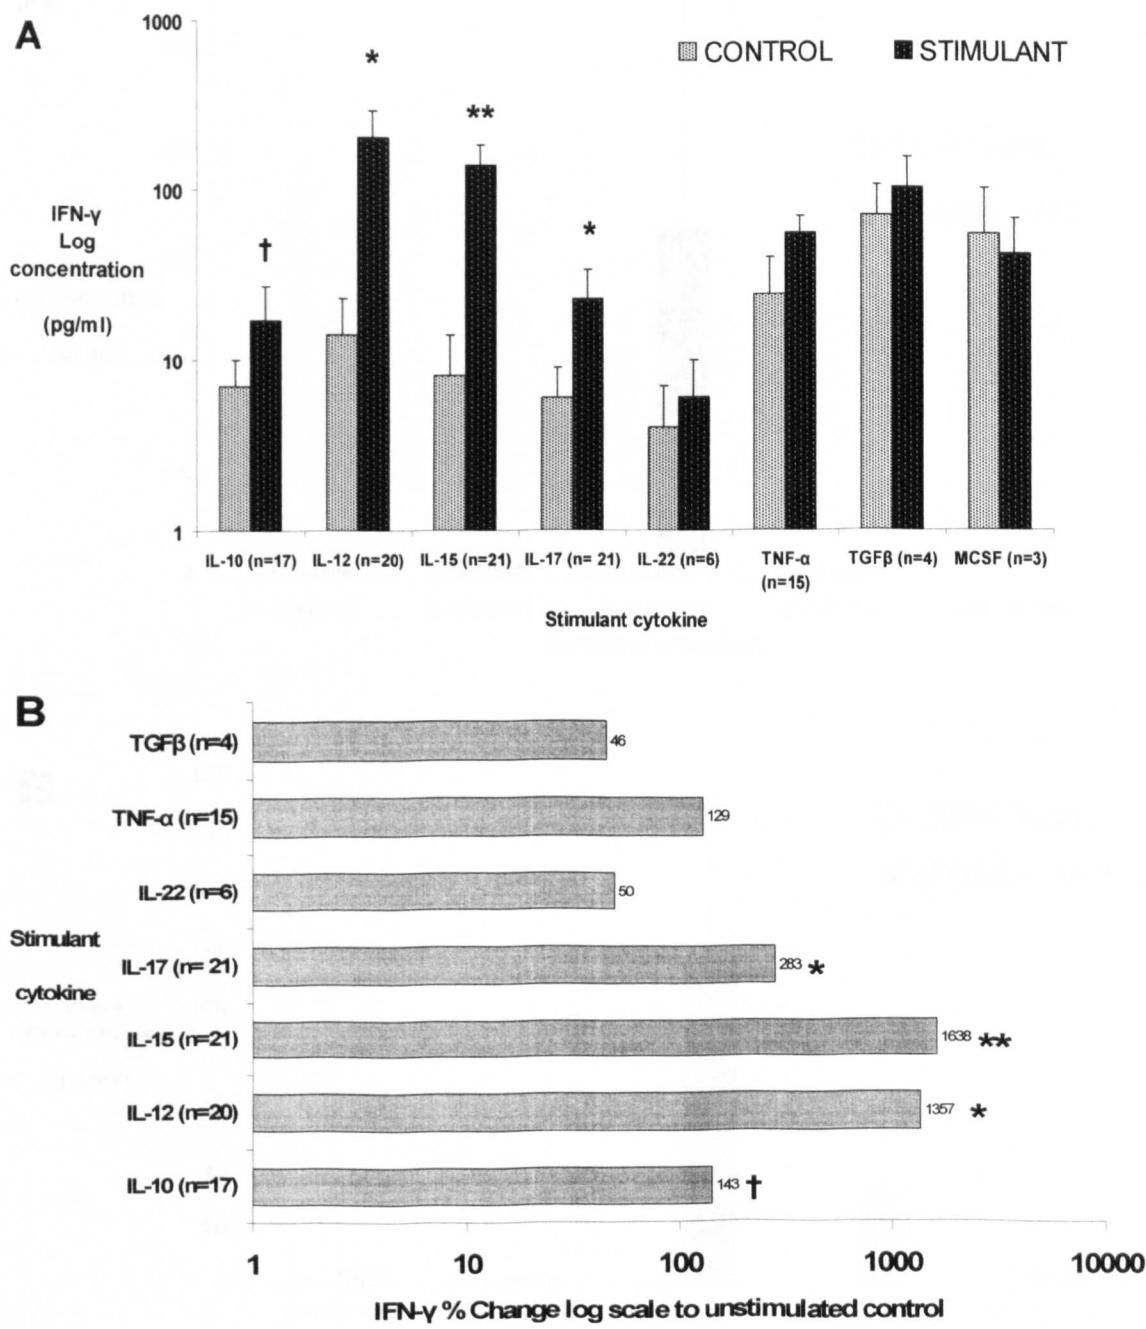 A
1000
100
10
1
IFN-γ
Log
concentration
(pg/ml)
CONTROL
STIMULANT
*
**
*
†
IL-10 (n=17)
IL-12 (n=20)
IL-15 (n=21)
IL-17 (n= 21)
IL-22 (n=6)
TNF-α
(n=15)
TGFβ (n=4)
MCSF (n=3)
Stimulant cytokine
B
TGFβ (n=4)
46
TNF-α (n=15)
129
IL-22 (n=6)
50
Stimulant
cytokine
IL-17 (n= 21)
283 *
IL-15 (n=21)
1638 **
IL-12 (n=20)
1357 *
IL-10 (n=17)
143 †
1 10 100 1000 10000
IFN-γ % Change log scale to unstimulated control